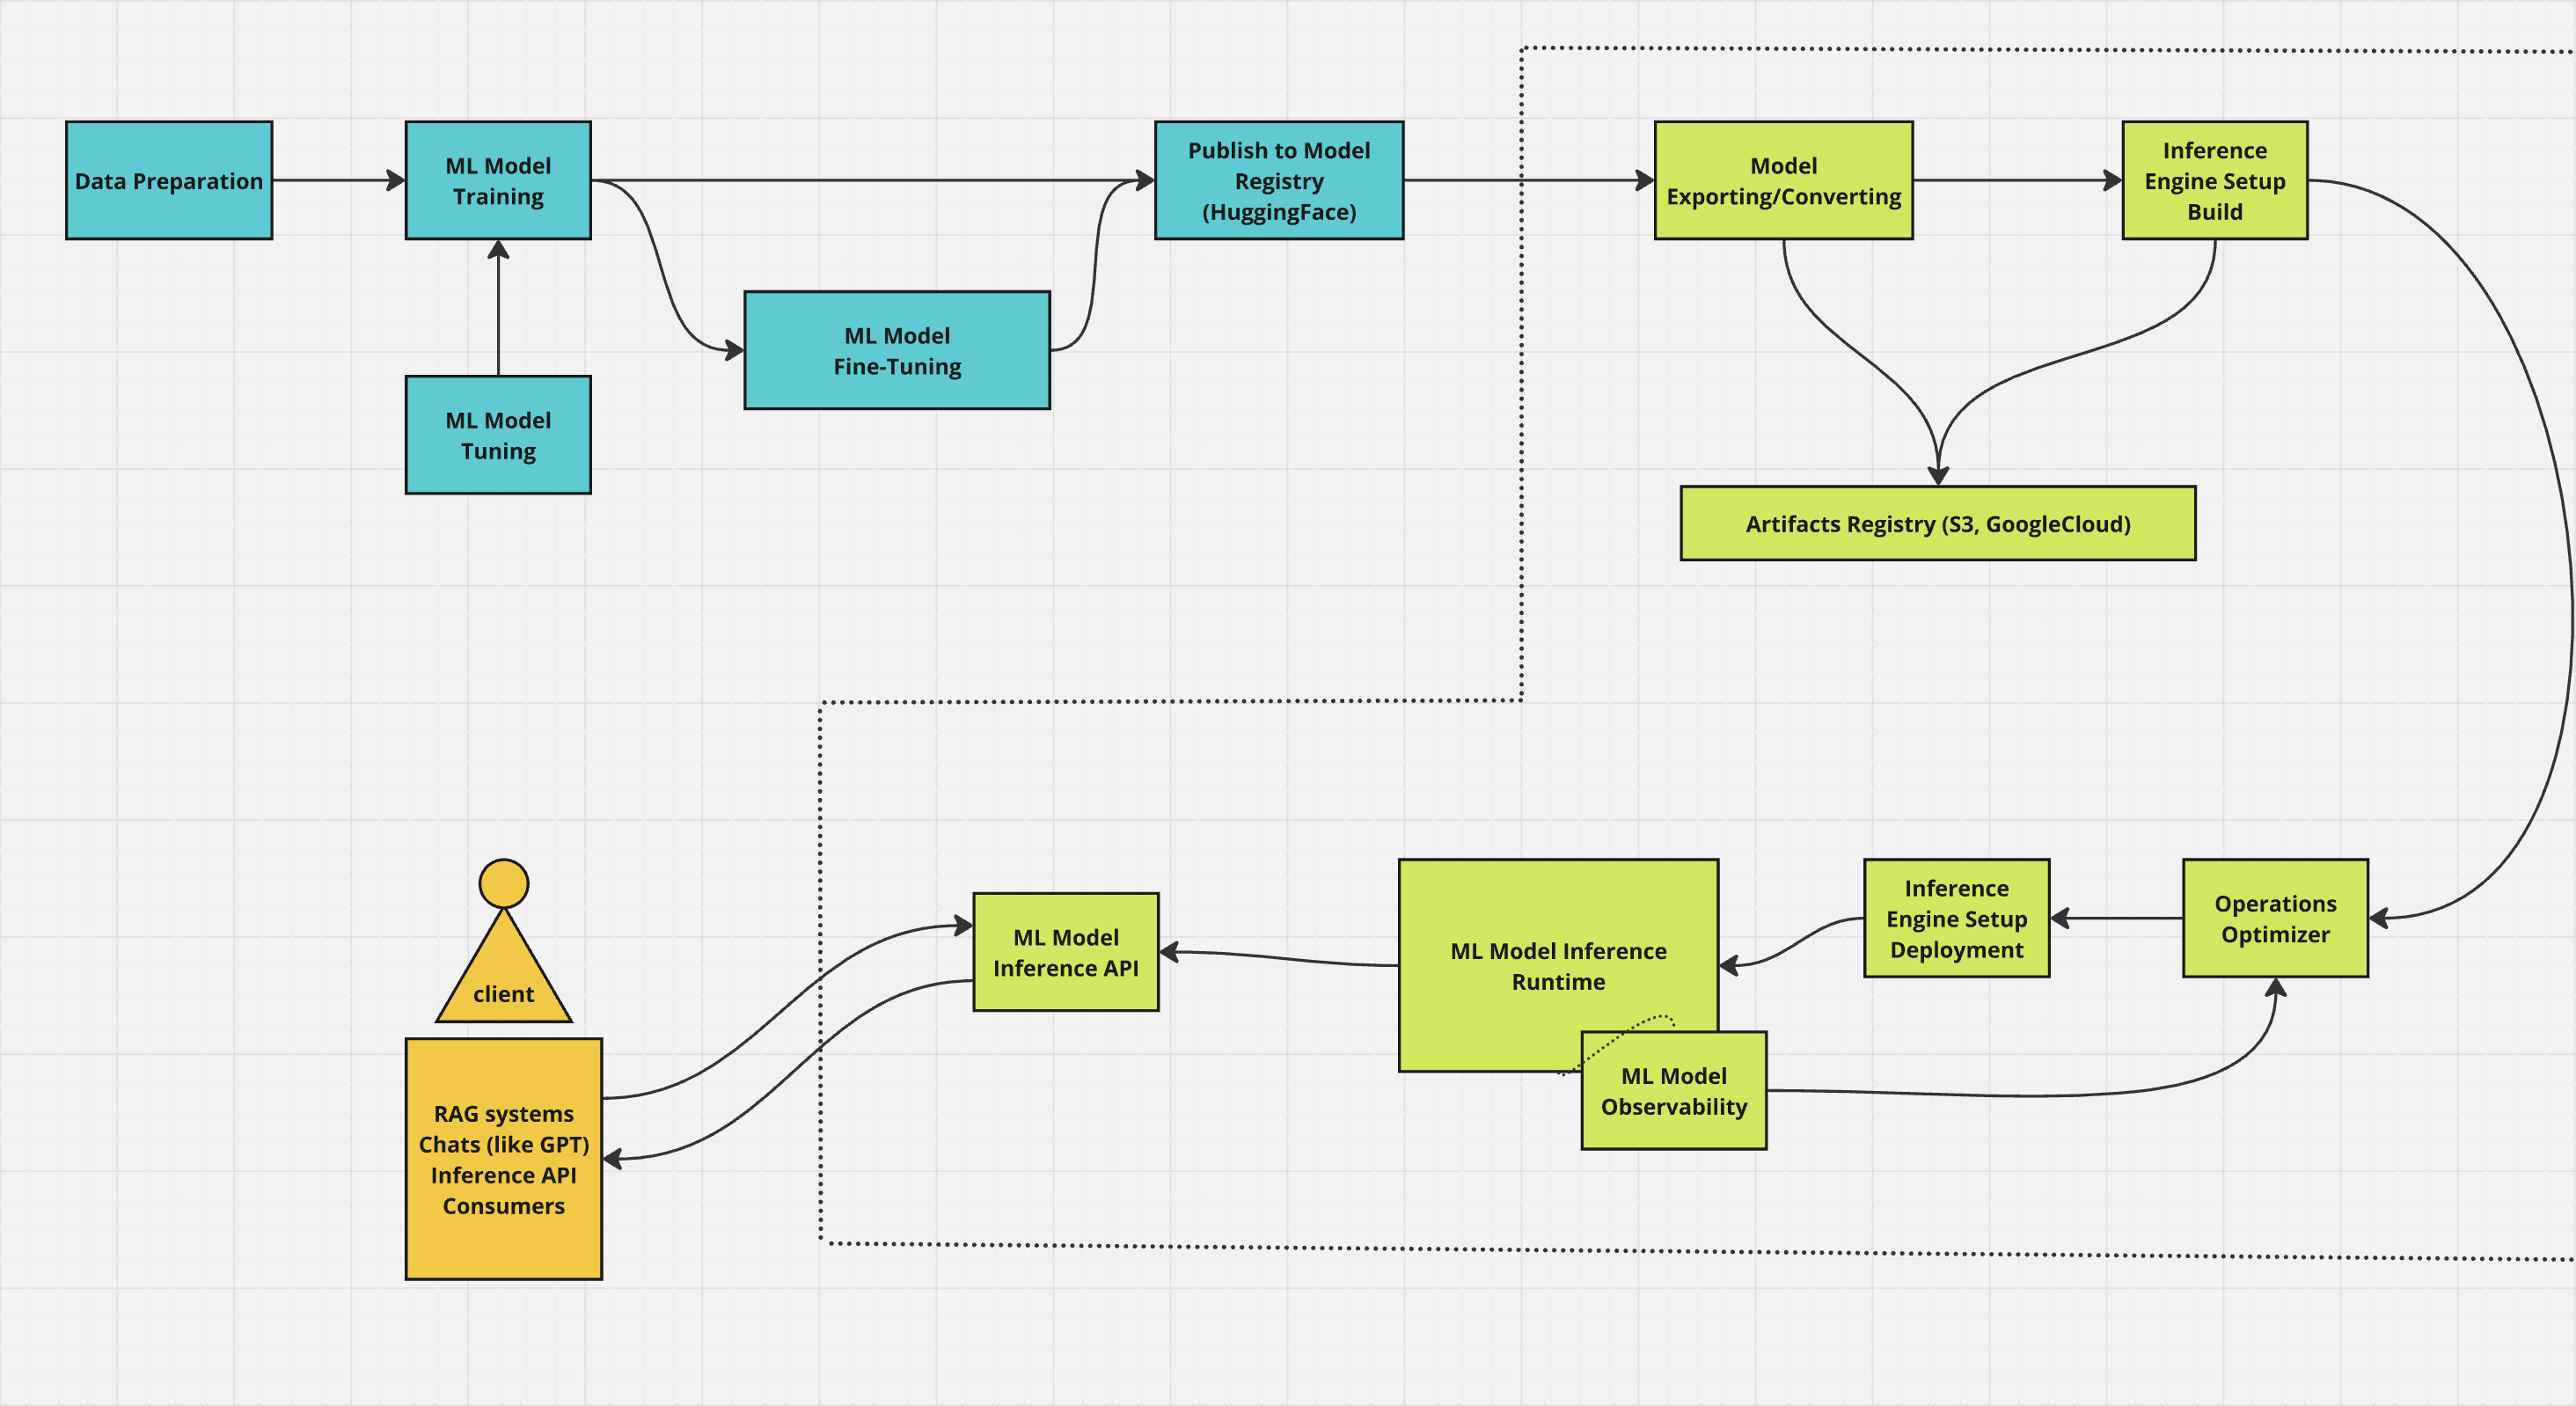 Data Preparation
ML Model
Training
Publish to Model
Registry
(HuggingFace)
Model
Exporting/Converting
Inference
Engine Setup
Build
ML Model
Fine-Tuning
ML Model
Tuning
Artifacts Registry (S3, GoogleCloud)
client
RAG systems
Chats (like GPT)
Inference API
Consumers
ML Model
Inference API
ML Model Inference
Runtime
ML Model
Observability
Inference
Engine Setup
Deployment
Operations
Optimizer